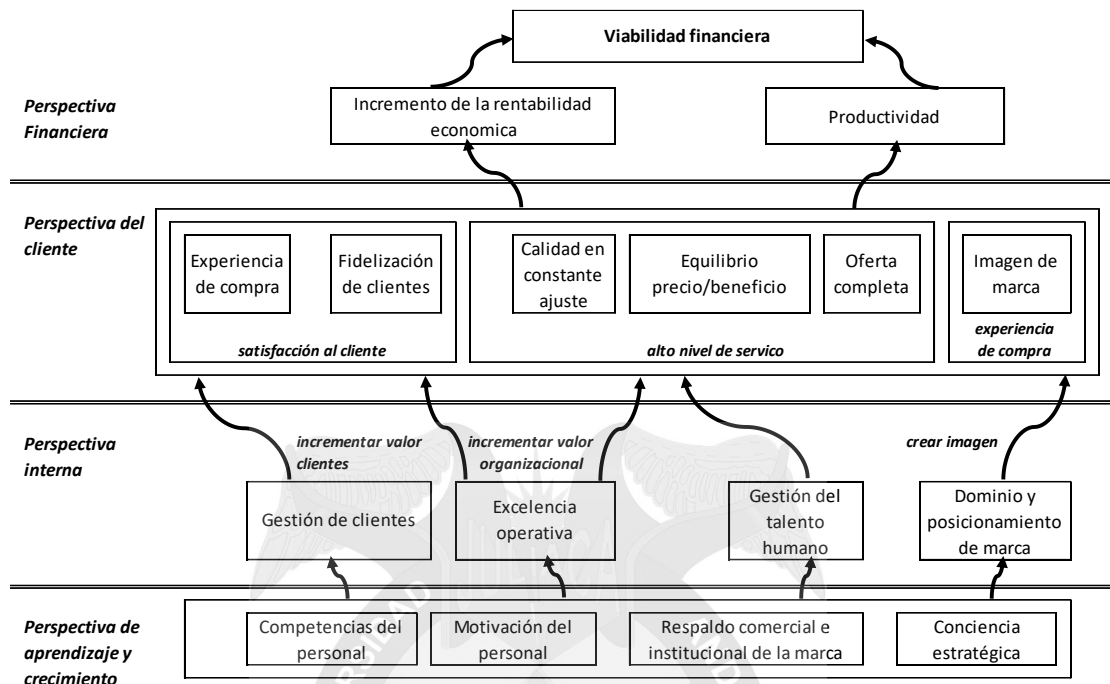 Viabilidad financiera
Perspectiva
Financiera
Incremento de la rentabilidad
economica
Productividad
Perspectiva del
cliente
Experiencia
de compra
Fidelización
de clientes
satisfacción al cliente
Calidad en
constante
ajuste
Equilibrio
precio/beneficio
Oferta
completa
alto nivel de servico
Imagen de
marca
experiencia
de compra
Perspectiva
interna
incrementar valor
clientes
incrementar valor
organizacional
crear imagen
Gestión de clientes
Excelencia
operativa
Gestión del
talento
humano
Dominio y
posicionamiento
de marca
Perspectiva de
aprendizaje y
crecimiento
Competencias del
personal
Motivación del
personal
Respaldo comercial e
institucional de la marca
Conciencia
estratégica